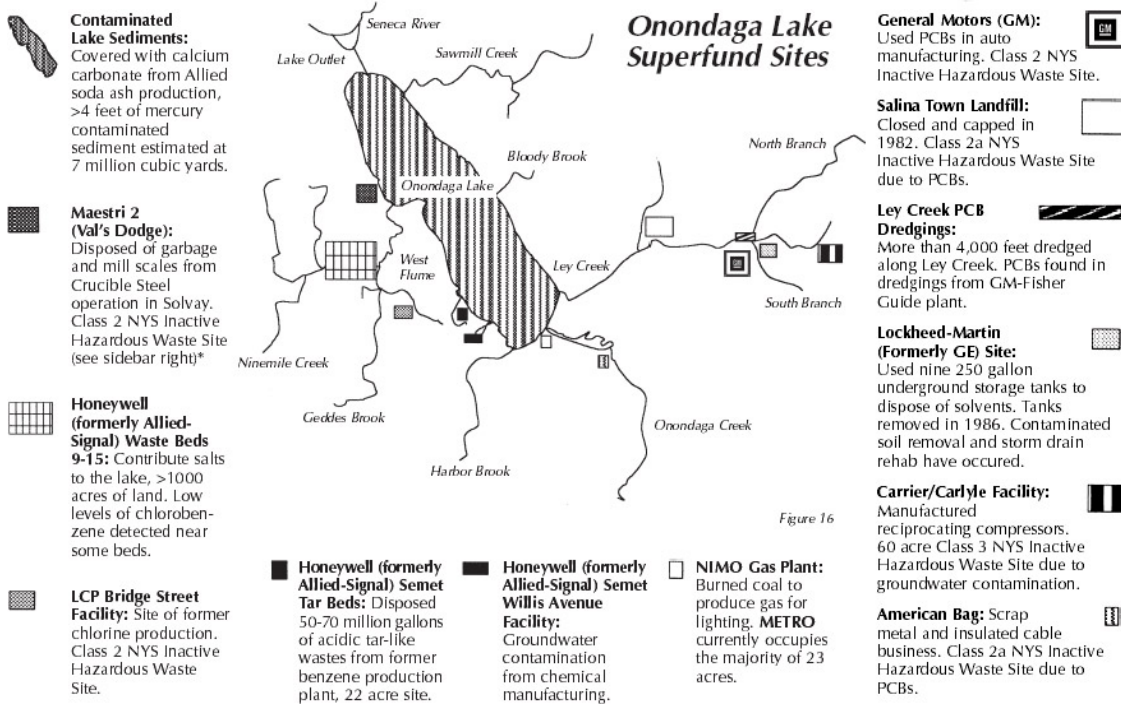 Contaminated
Lake Sediments:
Covered with calcium
carbonate from Allied
soda ash production,
>4 feet of mercury
contaminated
sediment estimated at
7 million cubic yards.
Maestri 2
(Val's Dodge):
Disposed of garbage
and mill scales from
Crucible Steel
operation in Solvay.
Class 2 NYS Inactive
Hazardous Waste Site
(see sidebar right)*
Honeywell
(formerly Allied-
Signal) Waste Beds
9-15: Contribute salts
to the lake, >1000
acres of land. Low
levels of chloroben-
zene detected near
some beds.
LCP Bridge Street
Facility: Site of former
chlorine production.
Class 2 NYS Inactive
Hazardous Waste
Site.
Onondaga Lake
Superfund Sites
Seneca River
Lake Outlet
Sawmill Creek
Bloody Brook
North Branch
Onondaga Lake
West
Flume
Ley Creek
GM
South Branch
Ninemile Creek
Geddes Brook
Onondaga Creek
Harbor Brook
Figure 16
Honeywell (formerly
Allied-Signal) Semet
Tar Beds: Disposed
50-70 million gallons
of acidic tar-like
wastes from former
benzene production
plant, 22 acre site.
Honeywell (formerly
Allied-Signal) Semet
Willis Avenue
Facility:
Groundwater
contamination
from chemical
manufacturing.
NIMO Gas Plant:
Burned coal to
produce gas for
lighting. METRO
currently occupies
the majority of 23
acres.
General Motors (GM):
GM
Used PCBs in auto
manufacturing. Class 2 NYS
Inactive Hazardous Waste Site.
Salina Town Landfill:
Closed and capped in
1982. Class 2a NYS
Inactive Hazardous Waste Site
due to PCBs.
Ley Creek PCB
Dredgings:
More than 4,000 feet dredged
along Ley Creek. PCBs found in
dredgings from GM-Fisher
Guide plant.
Lockheed-Martin
(Formerly GE) Site:
Used nine 250 gallon
underground storage tanks to
dispose of solvents. Tanks
removed in 1986. Contaminated
soil removal and storm drain
rehab have occured.
Carrier/Carlyle Facility:
Manufactured
reciprocating compressors.
60 acre Class 3 NYS Inactive
Hazardous Waste Site due to
groundwater contamination.
American Bag: Scrap
metal and insulated cable
business. Class 2a NYS Inactive
Hazardous Waste Site due to
PCBs.